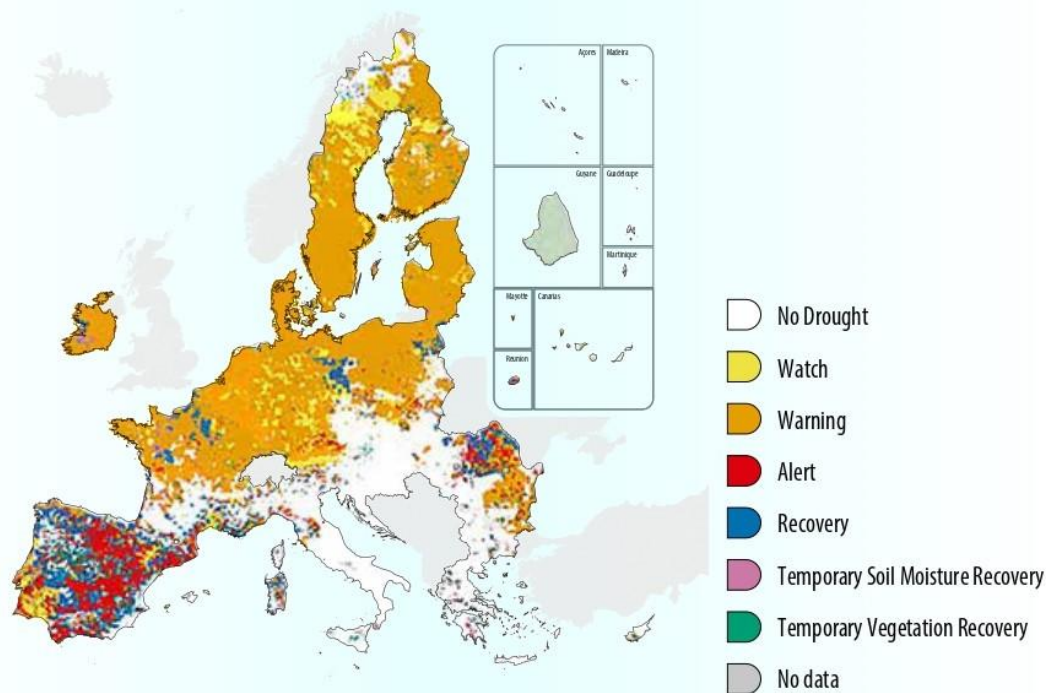 Açores
Madeira
Guyane
Guadeloupe
Martinique
Mayotte
Canarias
Reunion
No Drought
Watch
Warning
Alert
Recovery
Temporary Soil Moisture Recovery
Temporary Vegetation Recovery
No data